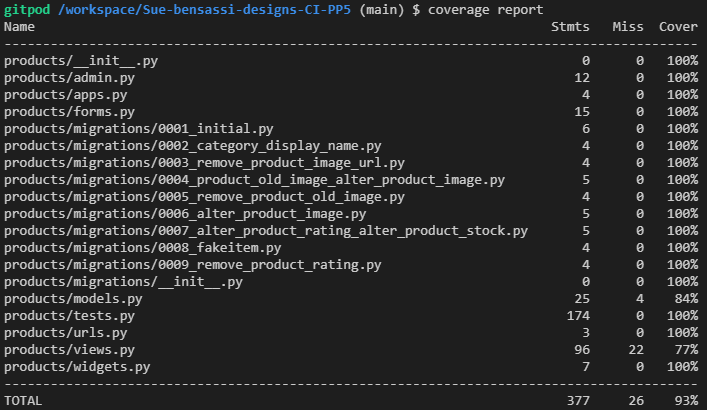 gitpod /workspace/Sue-bensassi-designs-CI-PP5 (main) $ coverage report
Name                                                                 Stmts   Miss  Cover
----------------------------------------------------------------------------------------
products/__init__.py                                                     0      0   100%
products/admin.py                                                       12      0   100%
products/apps.py                                                         4      0   100%
products/forms.py                                                       15      0   100%
products/migrations/0001_initial.py                                      6      0   100%
products/migrations/0002_category_display_name.py                        4      0   100%
products/migrations/0003_remove_product_image_url.py                     4      0   100%
products/migrations/0004_product_old_image_alter_product_image.py        5      0   100%
products/migrations/0005_remove_product_old_image.py                     4      0   100%
products/migrations/0006_alter_product_image.py                          5      0   100%
products/migrations/0007_alter_product_rating_alter_product_stock.py     5      0   100%
products/migrations/0008_fakeitem.py                                     4      0   100%
products/migrations/0009_remove_product_rating.py                        4      0   100%
products/migrations/__init__.py                                          0      0   100%
products/models.py                                                      25      4    84%
products/tests.py                                                      174      0   100%
products/urls.py                                                         3      0   100%
products/views.py                                                       96     22    77%
products/widgets.py                                                      7      0   100%
----------------------------------------------------------------------------------------
TOTAL                                                                  377     26    93%